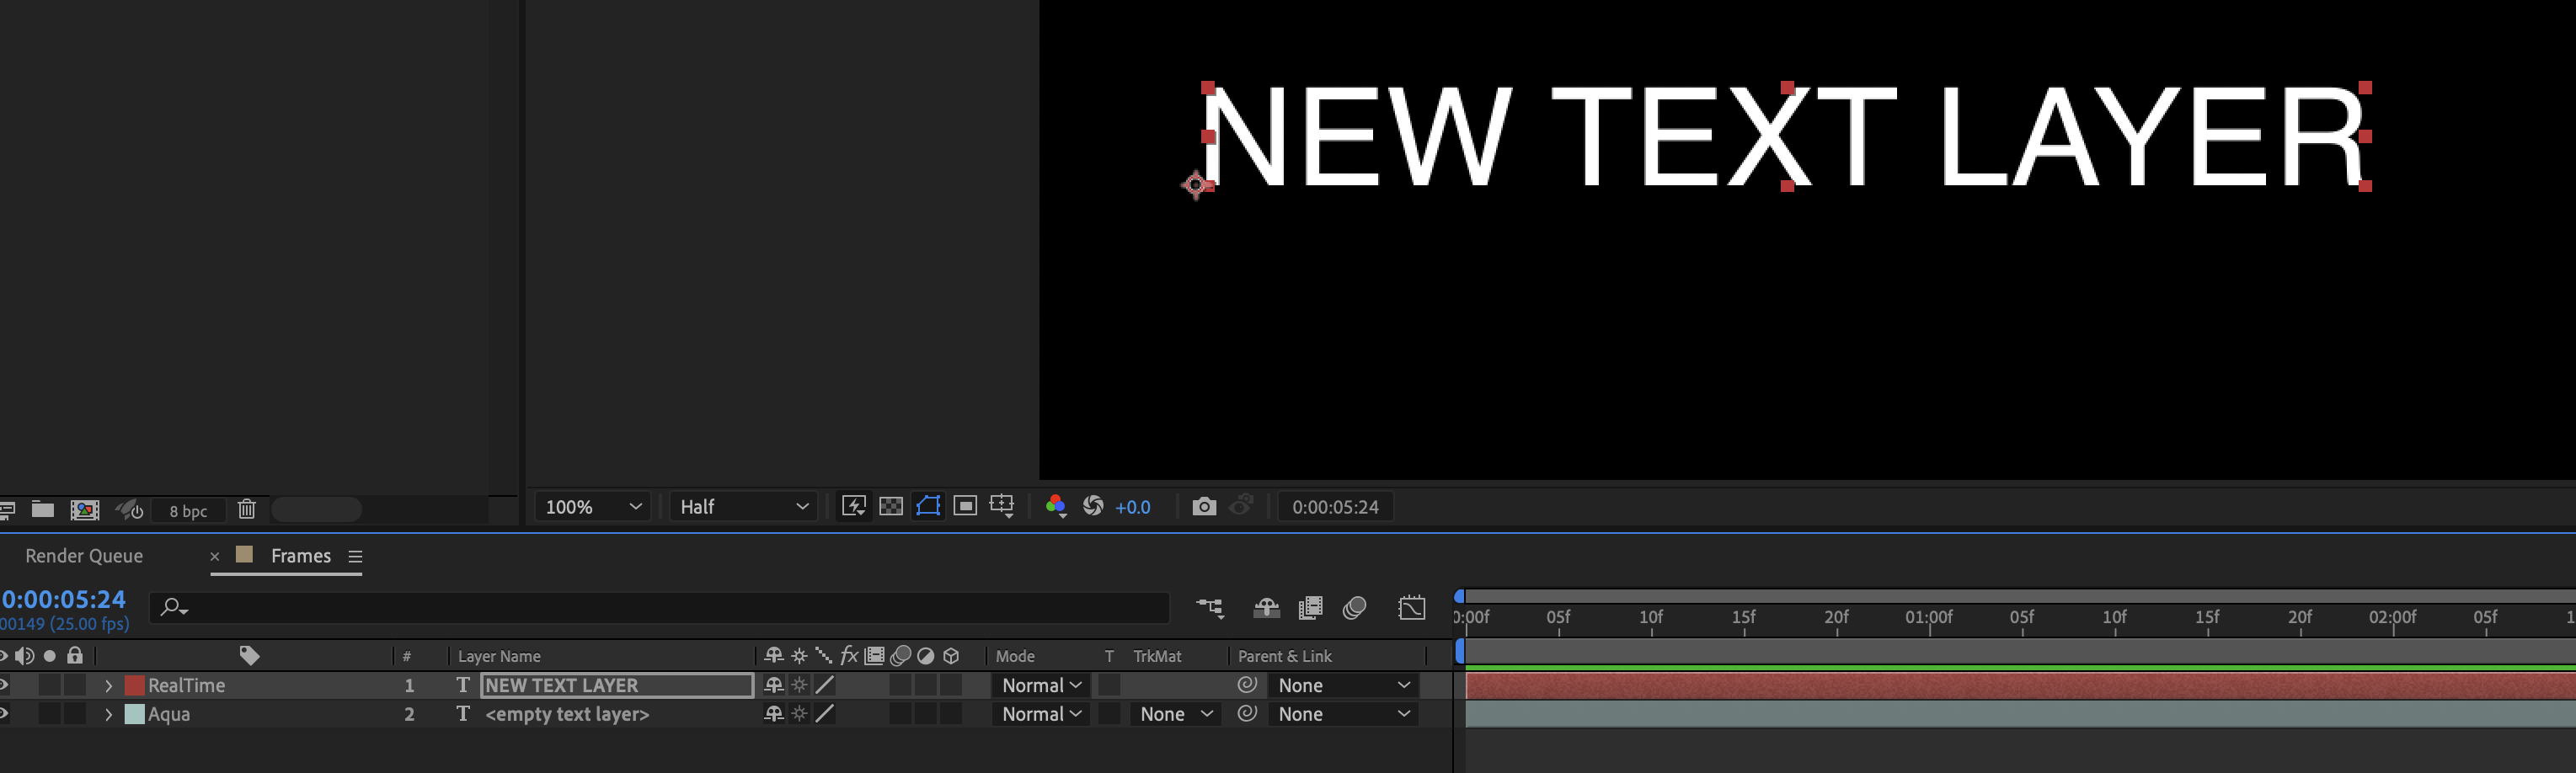 NEW TEXT LAYER
8 bpc
100%
Half
+0.0
0:00:05:24
Render Queue
× Frames
0:00:05:24
00149 (25.00 fps)
0:00f 05f 10f 15f 20f 01:00f 05f 10f 15f 20f 02:00f 05f 1
# Layer Name fx Mode T TrkMat Parent & Link
RealTime 1 T NEW TEXT LAYER Normal None
Aqua 2 T <empty text layer> Normal None None